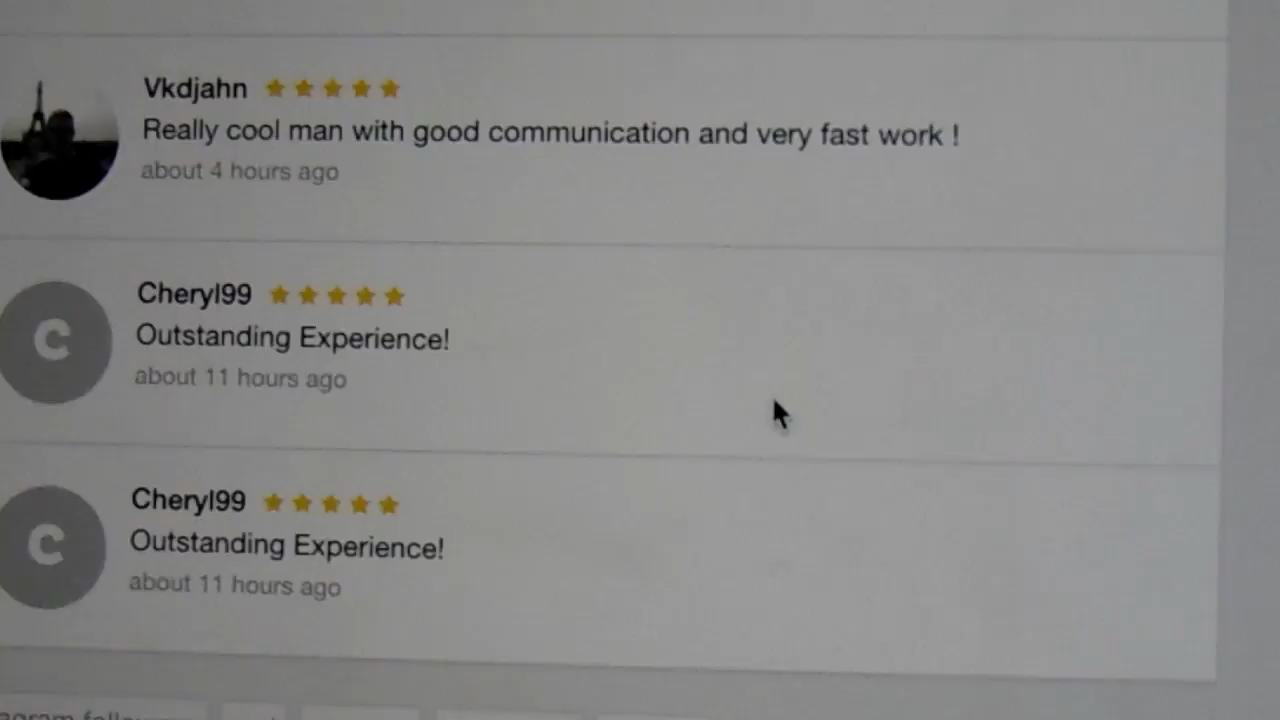 Vkdjahn
Really cool man with good communication and very fast work !
about 4 hours ago
C
Cheryl99
Outstanding Experience!
about 11 hours ago
C
Cheryl99
Outstanding Experience!
about 11 hours ago